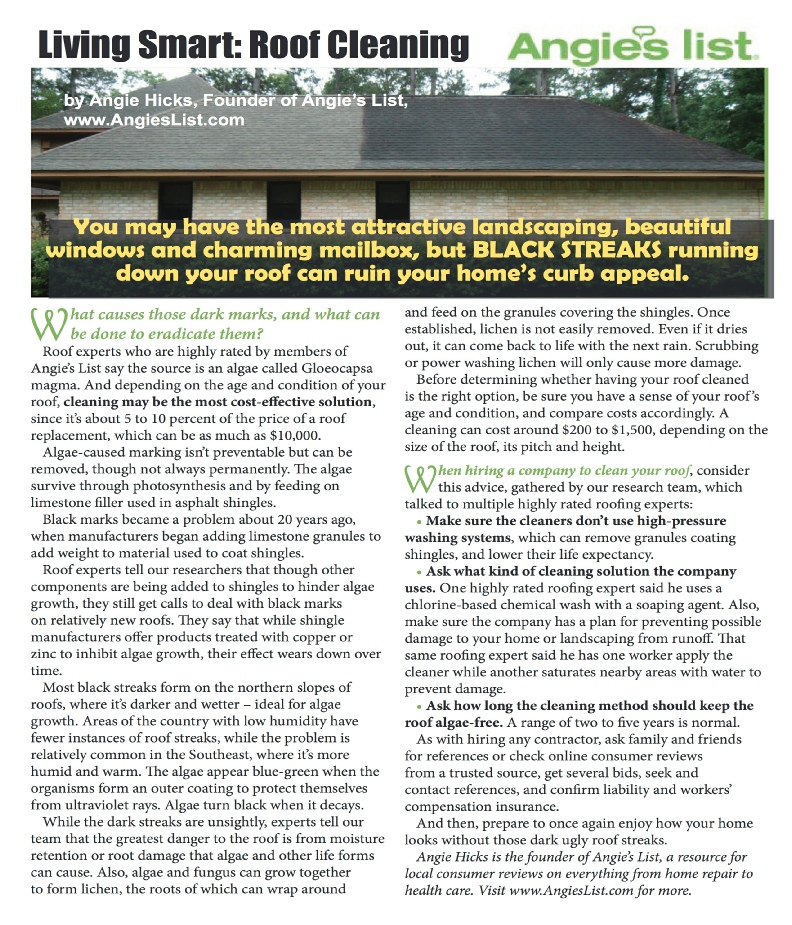 Living Smart: Roof Cleaning
Angie's list®
by Angie Hicks, Founder of Angie's List,
www.AngiesList.com
You may have the most attractive landscaping, beautiful
windows and charming mailbox, but BLACK STREAKS running
down your roof can ruin your home's curb appeal.
What causes those dark marks, and what can
be done to eradicate them?
Roof experts who are highly rated by members of
Angie's List say the source is an algae called Gloeocapsa
magma. And depending on the age and condition of your
roof, cleaning may be the most cost-effective solution,
since it's about 5 to 10 percent of the price of a roof
replacement, which can be as much as $10,000.
Algae-caused marking isn't preventable but can be
removed, though not always permanently. The algae
survive through photosynthesis and by feeding on
limestone filler used in asphalt shingles.
Black marks became a problem about 20 years ago,
when manufacturers began adding limestone granules to
add weight to material used to coat shingles.
Roof experts tell our researchers that though other
components are being added to shingles to hinder algae
growth, they still get calls to deal with black marks
on relatively new roofs. They say that while shingle
manufacturers offer products treated with copper or
zinc to inhibit algae growth, their effect wears down over
time.
Most black streaks form on the northern slopes of
roofs, where it's darker and wetter – ideal for algae
growth. Areas of the country with low humidity have
fewer instances of roof streaks, while the problem is
relatively common in the Southeast, where it's more
humid and warm. The algae appear blue-green when the
organisms form an outer coating to protect themselves
from ultraviolet rays. Algae turn black when it decays.
While the dark streaks are unsightly, experts tell our
team that the greatest danger to the roof is from moisture
retention or root damage that algae and other life forms
can cause. Also, algae and fungus can grow together
to form lichen, the roots of which can wrap around
and feed on the granules covering the shingles. Once
established, lichen is not easily removed. Even if it dries
out, it can come back to life with the next rain. Scrubbing
or power washing lichen will only cause more damage.
Before determining whether having your roof cleaned
is the right option, be sure you have a sense of your roof's
age and condition, and compare costs accordingly. A
cleaning can cost around $200 to $1,500, depending on the
size of the roof, its pitch and height.
When hiring a company to clean your roof, consider
this advice, gathered by our research team, which
talked to multiple highly rated roofing experts:
• Make sure the cleaners don't use high-pressure
washing systems, which can remove granules coating
shingles, and lower their life expectancy.
• Ask what kind of cleaning solution the company
uses. One highly rated roofing expert said he uses a
chlorine-based chemical wash with a soaping agent. Also,
make sure the company has a plan for preventing possible
damage to your home or landscaping from runoff. That
same roofing expert said he has one worker apply the
cleaner while another saturates nearby areas with water to
prevent damage.
• Ask how long the cleaning method should keep the
roof algae-free. A range of two to five years is normal.
As with hiring any contractor, ask family and friends
for references or check online consumer reviews
from a trusted source, get several bids, seek and
contact references, and confirm liability and workers'
compensation insurance.
And then, prepare to once again enjoy how your home
looks without those dark ugly roof streaks.
Angie Hicks is the founder of Angie's List, a resource for
local consumer reviews on everything from home repair to
health care. Visit www.AngiesList.com for more.